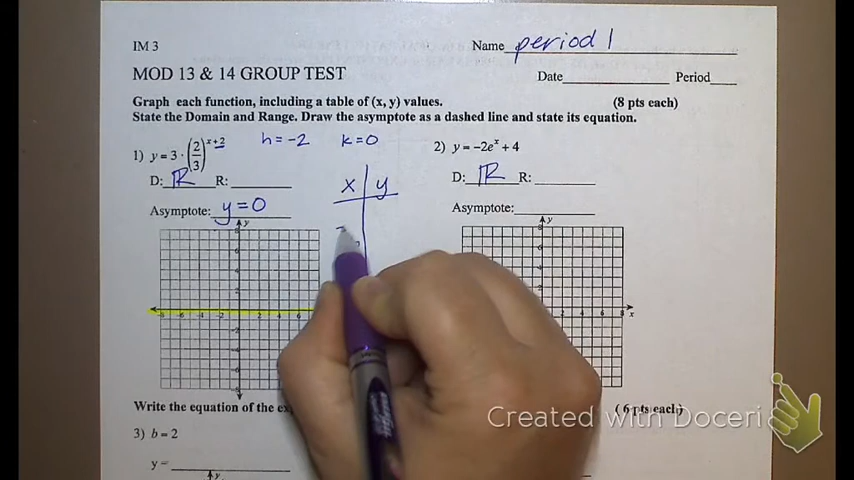 IM 3
Name period 1
MOD 13 & 14 GROUP TEST
Date Period
Graph each function, including a table of (x, y) values. (8 pts each)
State the Domain and Range. Draw the asymptote as a dashed line and state its equation.
1) y = 3 · (2/3)^(x+2) h = -2 k = 0
2) y = -2e^x + 4
D: ℝ R:
D: ℝ R:
Asymptote: y = 0
x y
Asymptote:
Write the equation of the ex
( 6 pts each)
3) b = 2
y =
Created with Doceri